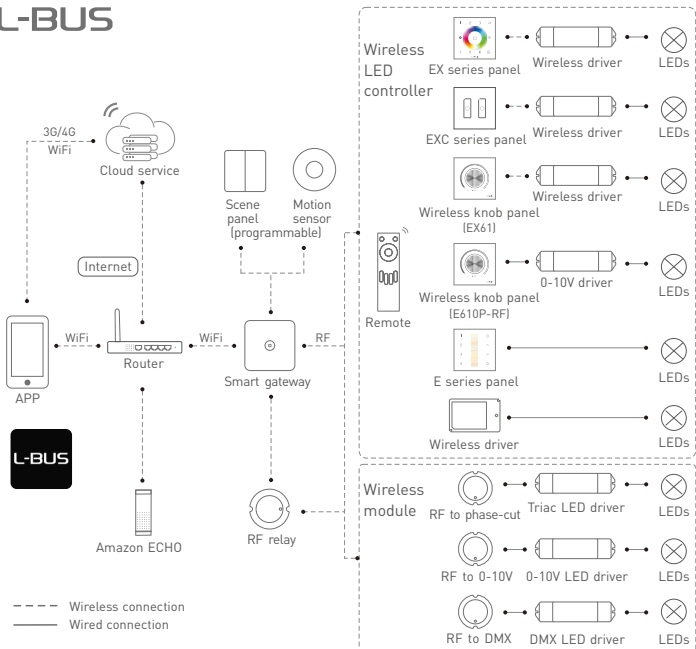 L-BUS
3G/4G
WiFi
Cloud service
Internet
Scene
panel
Motion
sensor
(programmable)
WiFi
WiFi
RF
APP
Router
Smart gateway
L-BUS
Amazon ECHO
RF relay
Wireless connection
Wired connection
Wireless
LED
controller
EX series panel
Wireless driver
LEDs
EXC series panel
Wireless driver
LEDs
Wireless knob panel
(EX61)
Wireless driver
LEDs
Remote
Wireless knob panel
(E610P-RF)
0-10V driver
LEDs
E series panel
LEDs
Wireless driver
LEDs
Wireless
module
RF to phase-cut
Triac LED driver
LEDs
RF to 0-10V
0-10V LED driver
LEDs
RF to DMX
DMX LED driver
LEDs